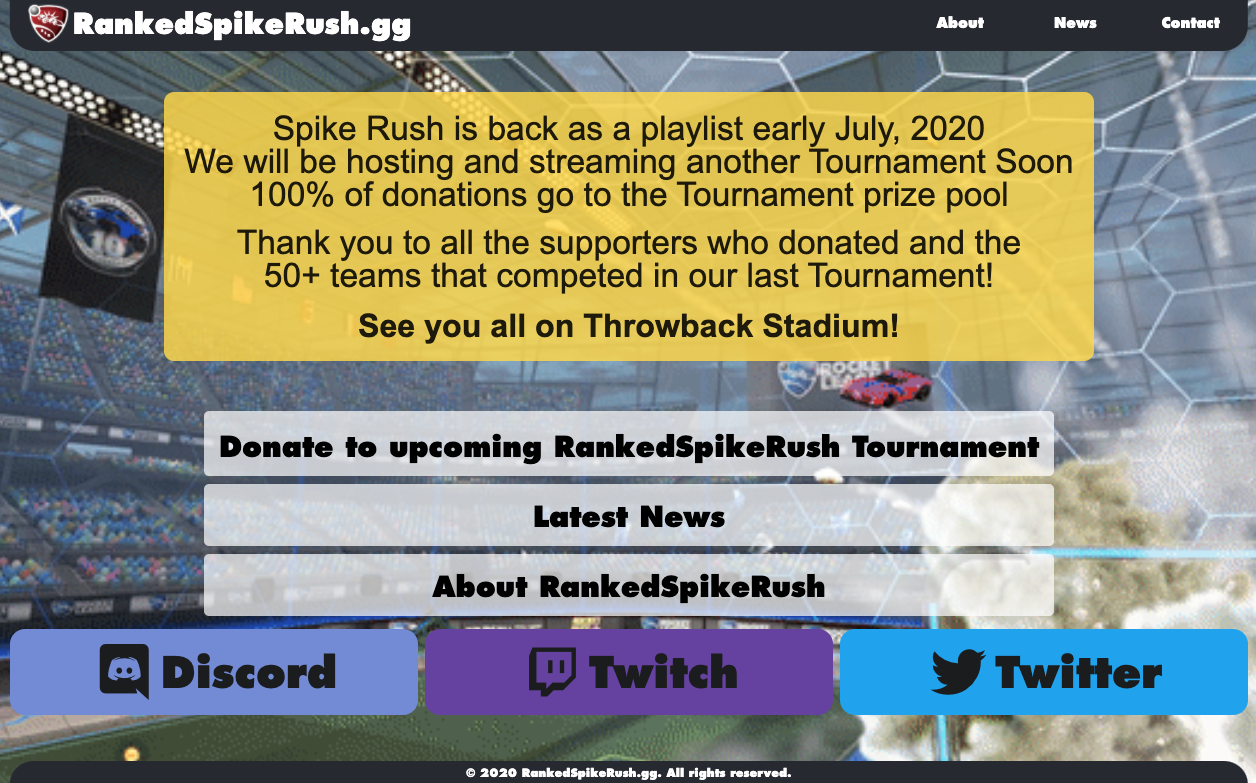 RankedSpikeRush.gg
About
News
Contact
Spike Rush is back as a playlist early July, 2020
We will be hosting and streaming another Tournament Soon
100% of donations go to the Tournament prize pool
Thank you to all the supporters who donated and the
50+ teams that competed in our last Tournament!
See you all on Throwback Stadium!
ROCKET
LEAGUE
Donate to upcoming RankedSpikeRush Tournament
Latest News
About RankedSpikeRush
Discord
Twitch
Twitter
© 2020 RankedSpikeRush.gg. All rights reserved.